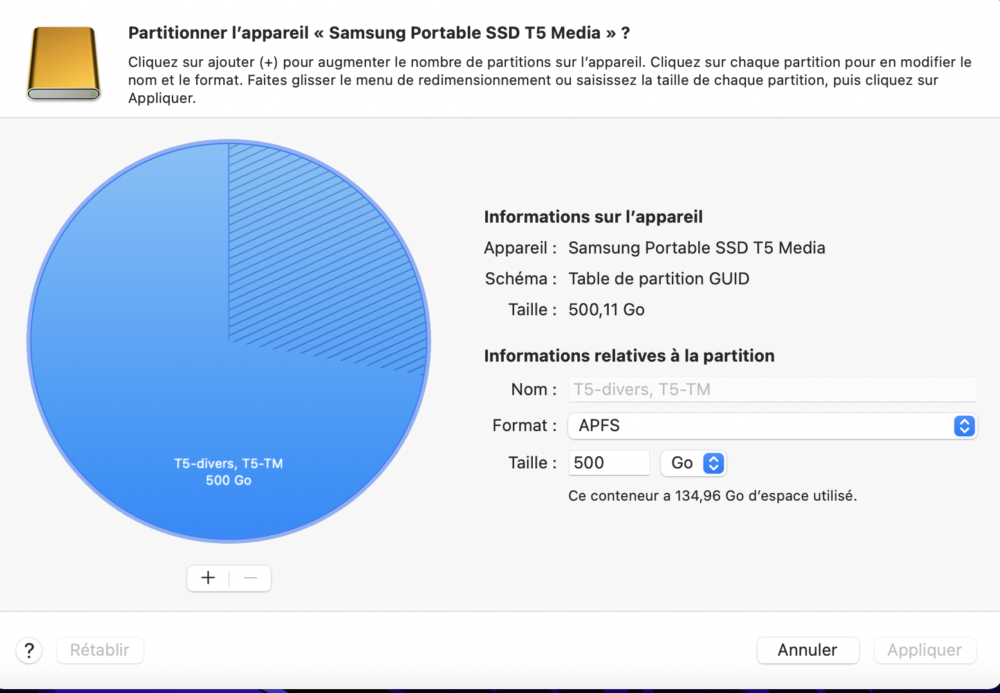 Partitionner l’appareil « Samsung Portable SSD T5 Media » ?
Cliquez sur ajouter (+) pour augmenter le nombre de partitions sur l’appareil. Cliquez sur chaque partition pour en modifier le
nom et le format. Faites glisser le menu de redimensionnement ou saisissez la taille de chaque partition, puis cliquez sur
Appliquer.
T5-divers, T5-TM
500 Go
Informations sur l’appareil
Appareil : Samsung Portable SSD T5 Media
Schéma : Table de partition GUID
Taille : 500,11 Go
Informations relatives à la partition
Nom : T5-divers, T5-TM
Format : APFS
Taille : 500 Go
Ce conteneur a 134,96 Go d’espace utilisé.
+ —
? Rétablir Annuler Appliquer